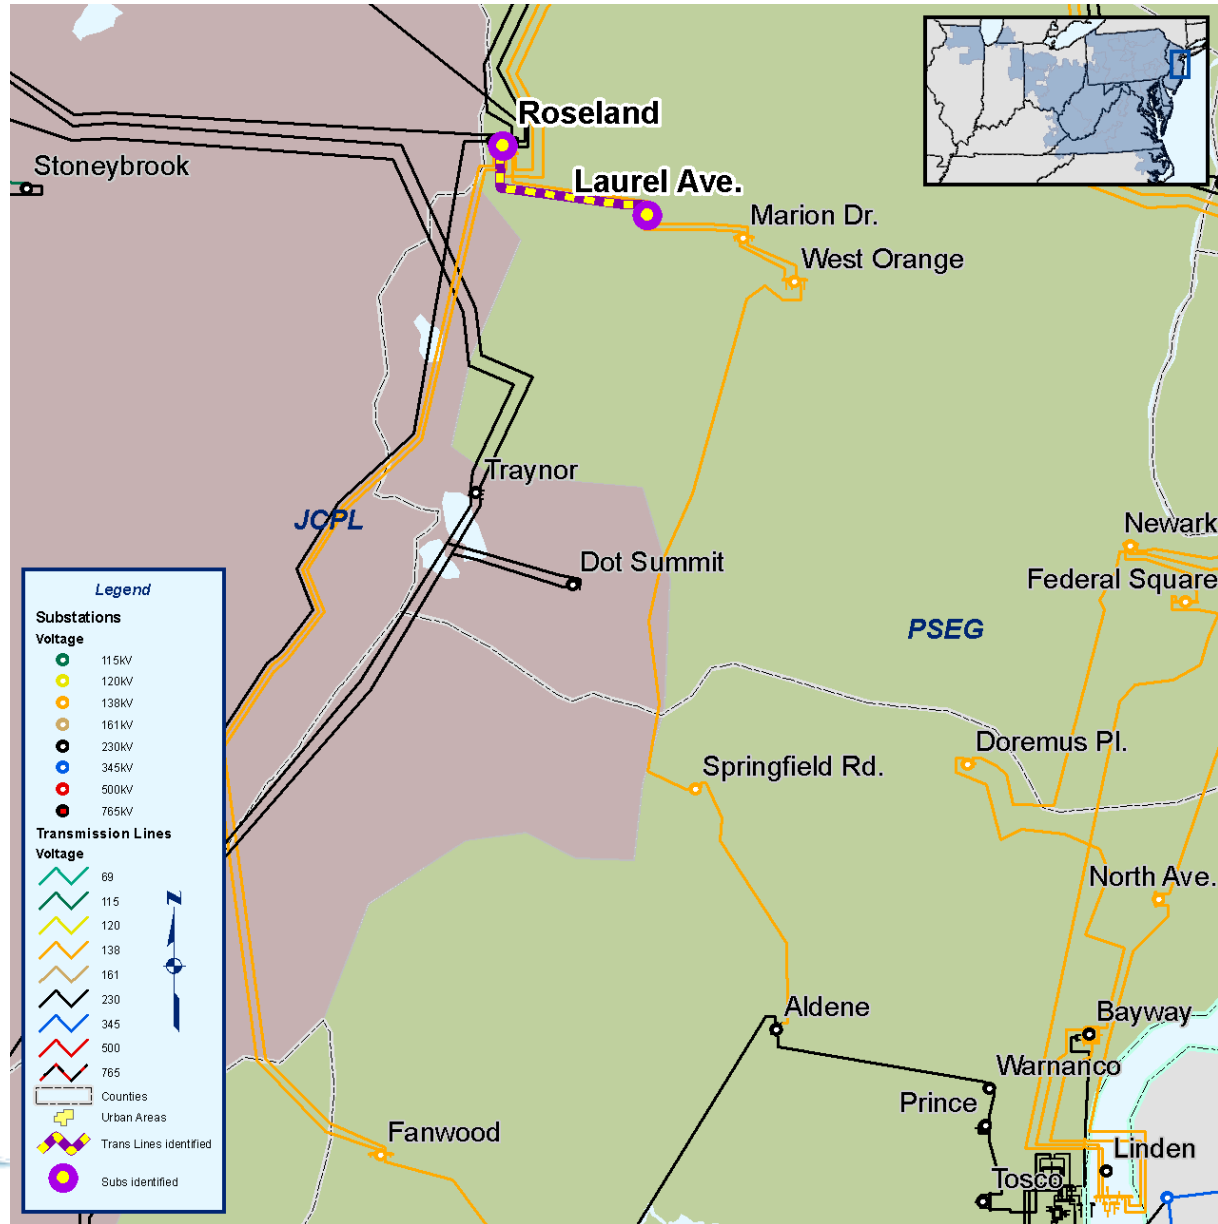 Roseland
Stoneybrook
Laurel Ave.
Marion Dr.
West Orange
Traynor
JCPL
Newark
Dot Summit
Federal Square
PSEG
Legend
Substations
Voltage
115kV
120kV
138kV
161kV
230kV
345kV
500kV
765kV
Transmission Lines
Voltage
69
115
120
138
161
230
345
500
765
Counties
Urban Areas
Trans Lines identified
Subs identified
N
Doremus Pl.
Springfield Rd.
North Ave.
Aldene
Bayway
Warnanco
Prince
Fanwood
Linden
Tosco